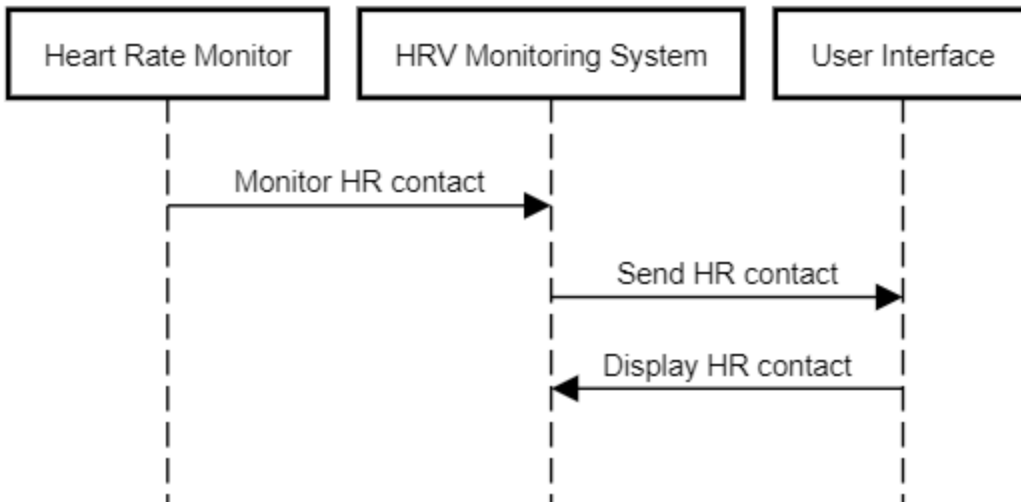 Heart Rate Monitor
HRV Monitoring System
User Interface
Monitor HR contact
Send HR contact
Display HR contact